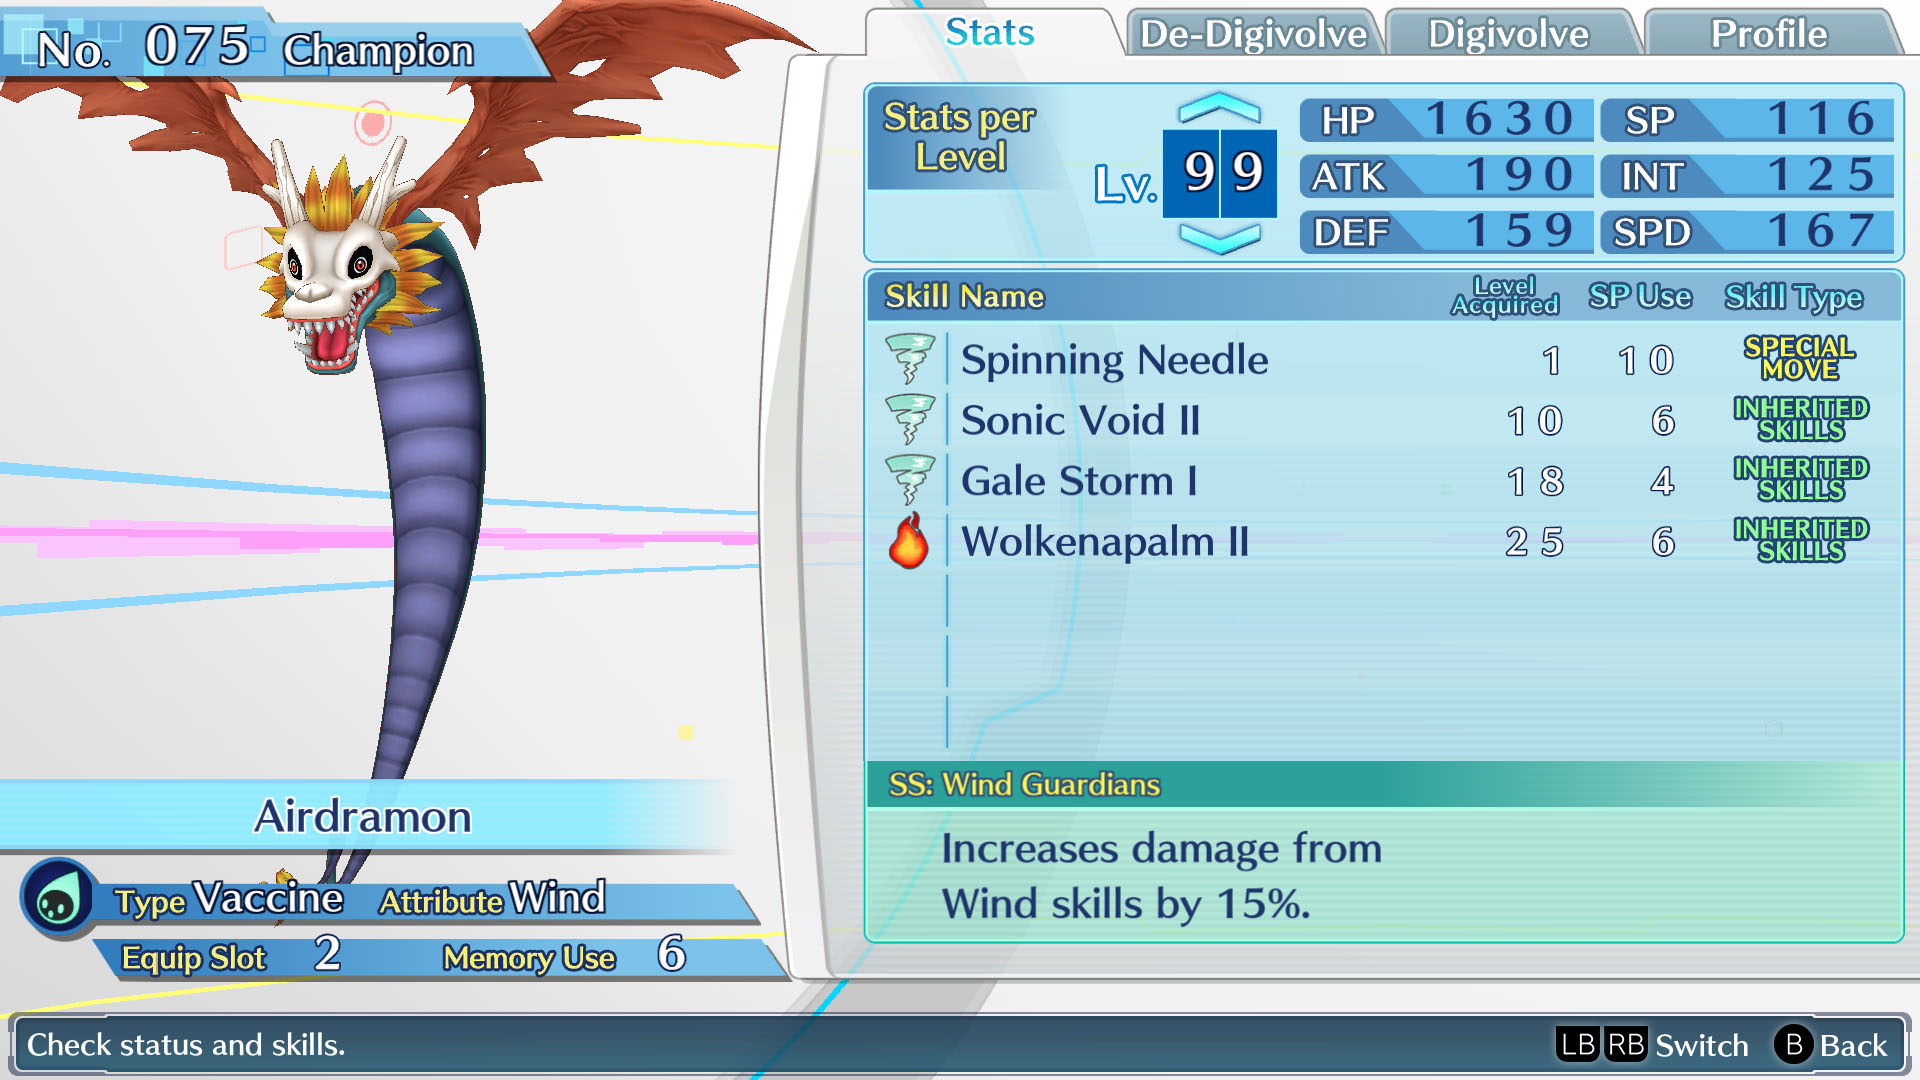 No. 075 Champion
Stats
De-Digivolve
Digivolve
Profile
Stats per
Level
Lv. 99
HP 1630
SP 116
ATK 190
INT 125
DEF 159
SPD 167
Skill Name
Level
Acquired
SP Use
Skill Type
Spinning Needle 1 10 SPECIAL
MOVE
Sonic Void II 10 6 INHERITED
SKILLS
Gale Storm I 18 4 INHERITED
SKILLS
Wolkenapalm II 25 6 INHERITED
SKILLS
SS: Wind Guardians
Increases damage from
Wind skills by 15%.
Airdramon
Type Vaccine Attribute Wind
Equip Slot 2 Memory Use 6
Check status and skills.
LB RB Switch B Back